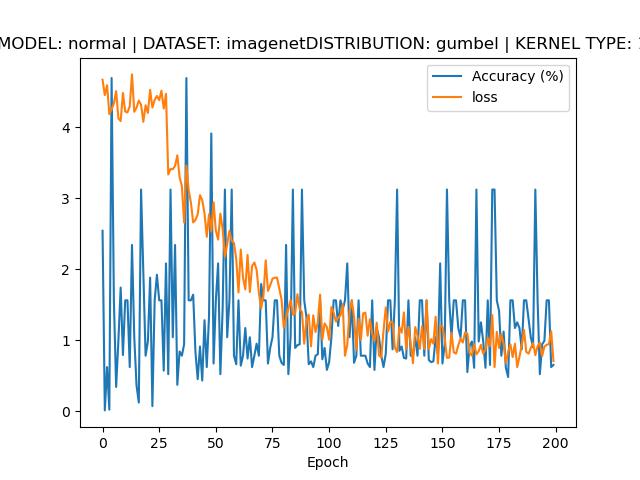 MODEL: normal | DATASET: imagenetDISTRIBUTION: gumbel | KERNEL TYPE:
Accuracy (%)
loss
4
3
2
1
0
0 25 50 75 100 125 150 175 200
Epoch